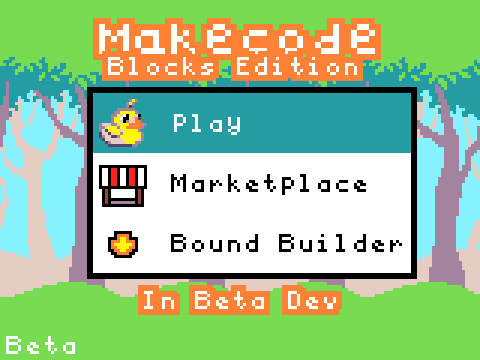 Makecode
Blocks Edition
Play
Marketplace
Bound Builder
In Beta Dev
Beta